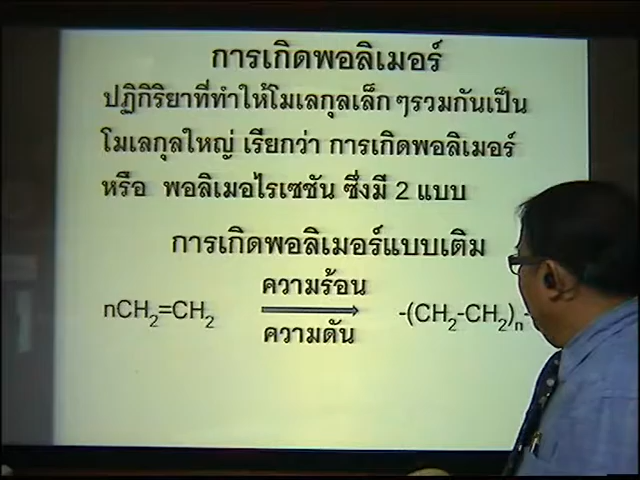 การเกิดพอลิเมอร์
ปฏิกิริยาที่ทำให้โมเลกุลเล็ก ๆรวมกันเป็น
โมเลกุลใหญ่ เรียกว่า การเกิดพอลิเมอร์
หรือ พอลิเมอไรเซชัน ซึ่งมี 2 แบบ
การเกิดพอลิเมอร์แบบเติม
ความร้อน
nCH₂=CH₂ -(CH₂-CH₂)ₙ-
ความดัน